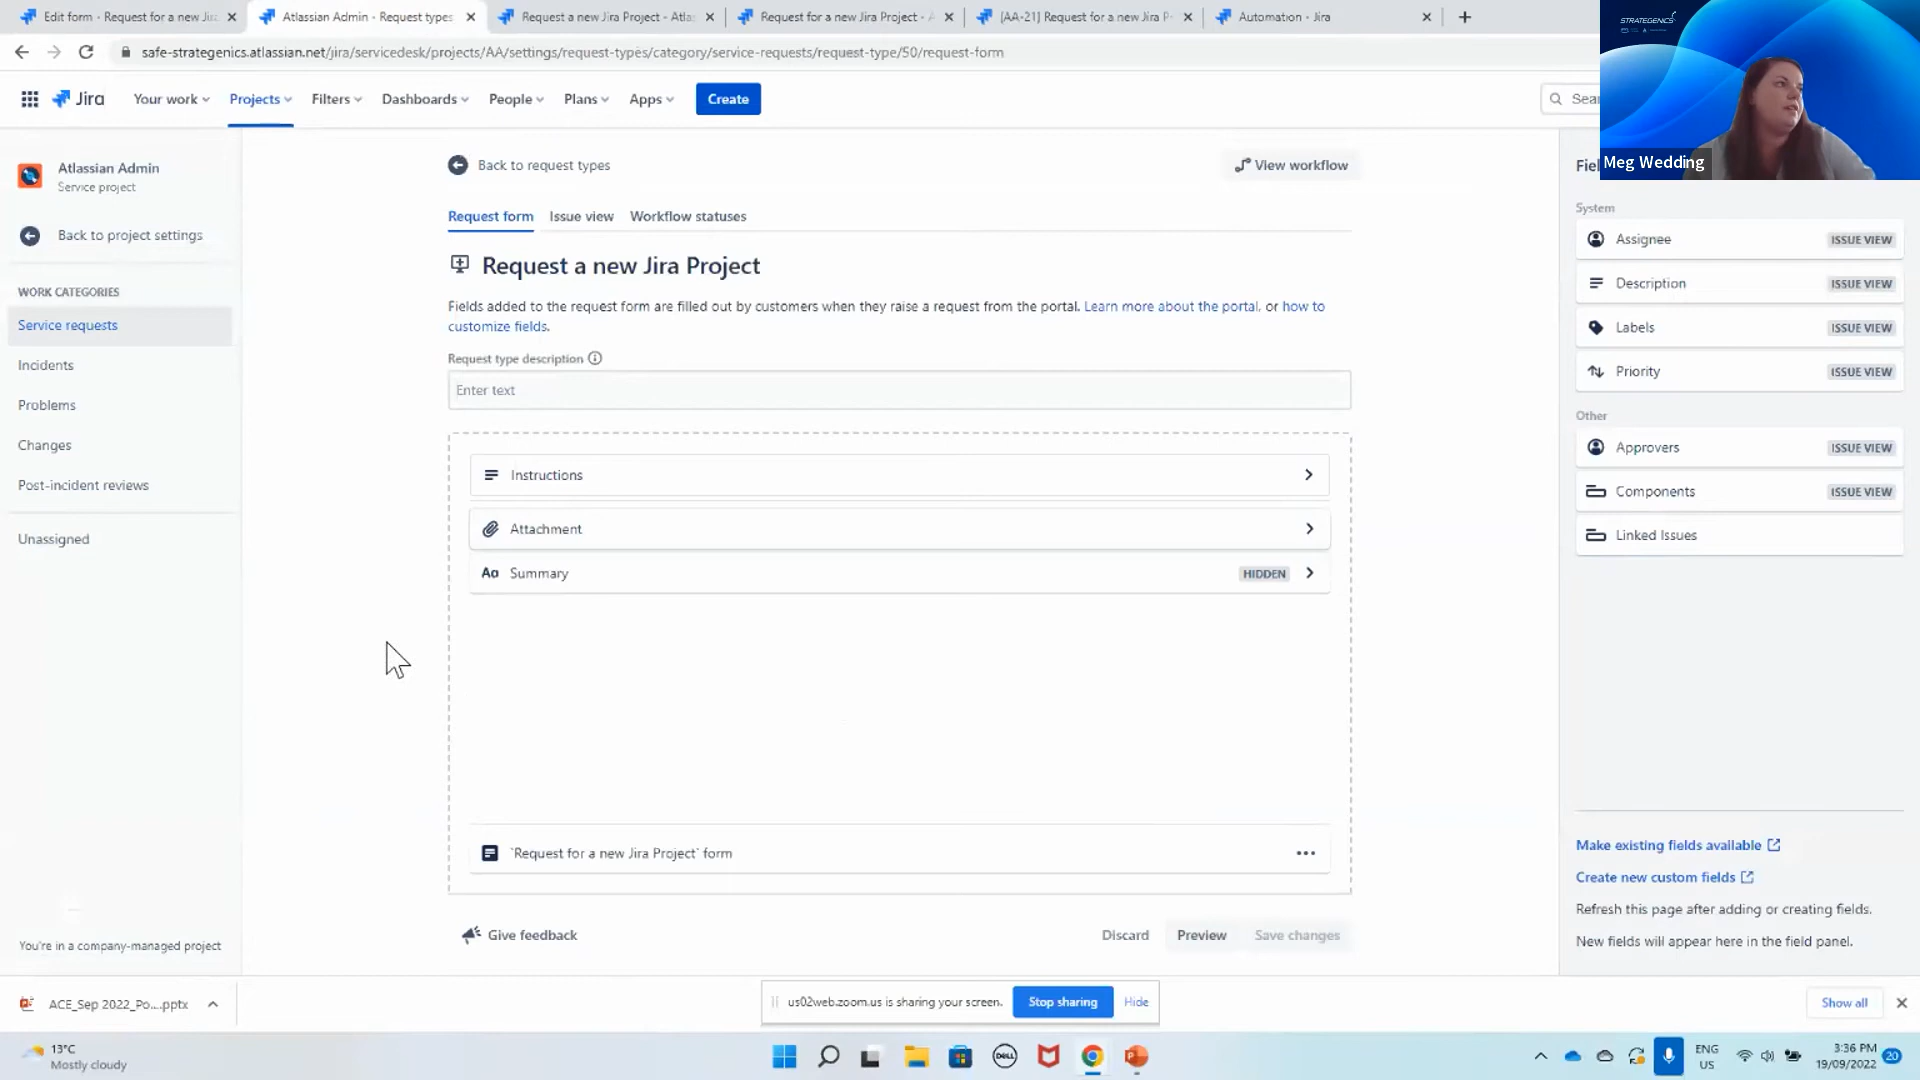 Edit form - Request for a new Jira
Atlassian Admin - Request types
Request a new Jira Project - Atlas
Request for a new Jira Project - A
[AA-21] Request for a new Jira P
Automation - Jira
safe-strategenics.atlassian.net/jira/servicedesk/projects/AA/settings/request-types/category/service-requests/request-type/50/request-form
Jira
Your work
Projects
Filters
Dashboards
People
Plans
Apps
Create
Sear
STRATEGENICS
Meg Wedding
Atlassian Admin
Service project
Back to project settings
WORK CATEGORIES
Service requests
Incidents
Problems
Changes
Post-incident reviews
Unassigned
You're in a company-managed project
Back to request types
View workflow
Request form
Issue view
Workflow statuses
Request a new Jira Project
Fields added to the request form are filled out by customers when they raise a request from the portal. Learn more about the portal, or how to
customize fields.
Request type description
Enter text
Instructions
Attachment
Aa Summary
HIDDEN
`Request for a new Jira Project` form
Give feedback
Discard
Preview
Save changes
Fiel
System
Assignee
ISSUE VIEW
Description
ISSUE VIEW
Labels
ISSUE VIEW
Priority
ISSUE VIEW
Other
Approvers
ISSUE VIEW
Components
ISSUE VIEW
Linked Issues
Make existing fields available
Create new custom fields
Refresh this page after adding or creating fields.
New fields will appear here in the field panel.
ACE_Sep 2022_Po....pptx
us02web.zoom.us is sharing your screen.
Stop sharing
Hide
Show all
13°C
Mostly cloudy
DELL
ENG
US
3:36 PM
19/09/2022
20